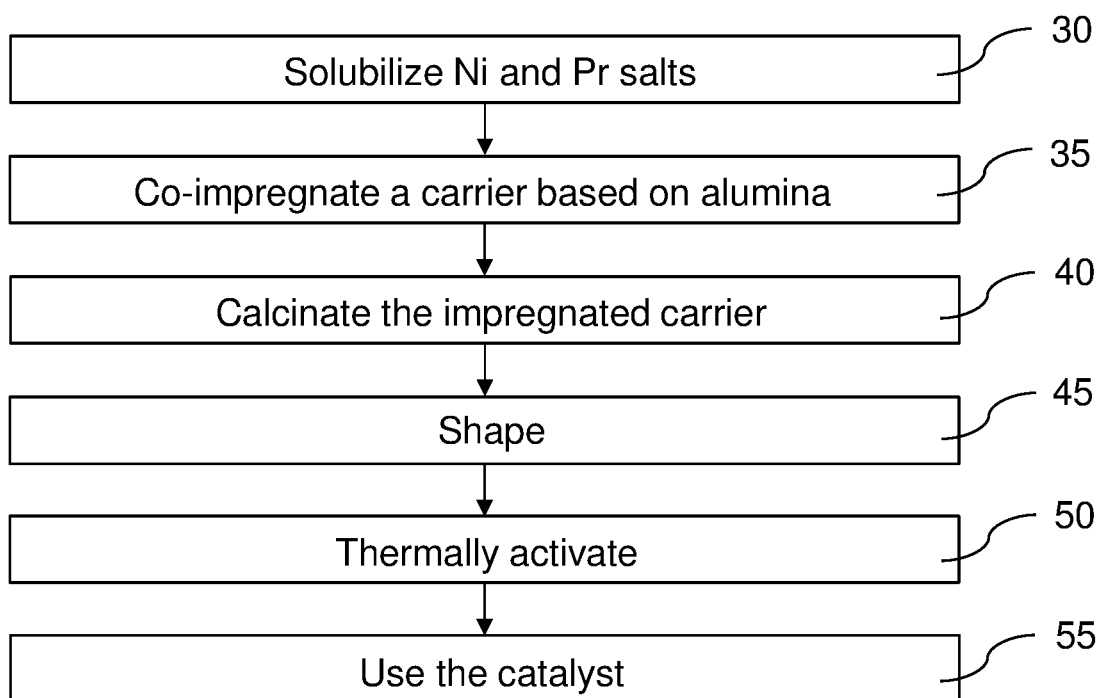 30
Solubilize Ni and Pr salts
35
Co-impregnate a carrier based on alumina
40
Calcinate the impregnated carrier
45
Shape
50
Thermally activate
55
Use the catalyst